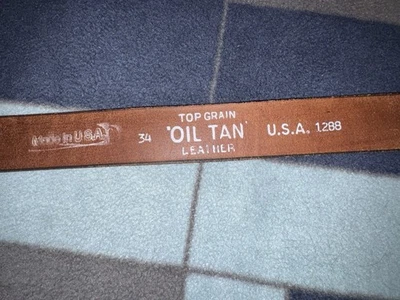 Made in U.S.A.
34
TOP GRAIN
'OIL TAN'
LEATHER
U.S.A. 1288